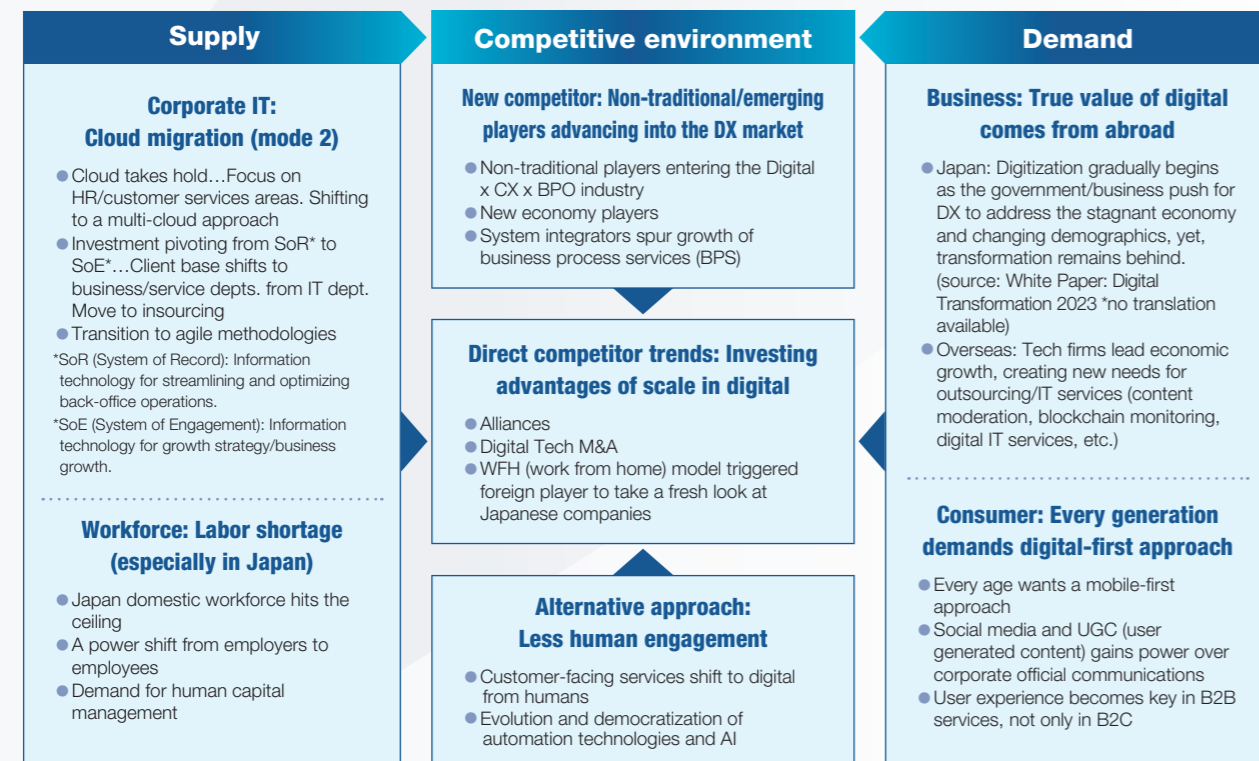 Supply
Corporate IT:
Cloud migration (mode 2)
● Cloud takes hold…Focus on
HR/customer services areas. Shifting
to a multi-cloud approach
● Investment pivoting from SoR* to
SoE*…Client base shifts to
business/service depts. from IT dept.
Move to insourcing
● Transition to agile methodologies
*SoR (System of Record): Information
technology for streamlining and optimizing
back-office operations.
*SoE (System of Engagement): Information
technology for growth strategy/business
growth.
Workforce: Labor shortage
(especially in Japan)
● Japan domestic workforce hits the
ceiling
● A power shift from employers to
employees
● Demand for human capital
management
Competitive environment
New competitor: Non-traditional/emerging
players advancing into the DX market
● Non-traditional players entering the Digital
x CX x BPO industry
● New economy players
● System integrators spur growth of
business process services (BPS)
Direct competitor trends: Investing
advantages of scale in digital
● Alliances
● Digital Tech M&A
● WFH (work from home) model triggered
foreign player to take a fresh look at
Japanese companies
Alternative approach:
Less human engagement
● Customer-facing services shift to digital
from humans
● Evolution and democratization of
automation technologies and AI
Demand
Business: True value of digital
comes from abroad
● Japan: Digitization gradually begins
as the government/business push for
DX to address the stagnant economy
and changing demographics, yet,
transformation remains behind.
(source: White Paper: Digital
Transformation 2023 *no translation
available)
● Overseas: Tech firms lead economic
growth, creating new needs for
outsourcing/IT services (content
moderation, blockchain monitoring,
digital IT services, etc.)
Consumer: Every generation
demands digital-first approach
● Every age wants a mobile-first
approach
● Social media and UGC (user
generated content) gains power over
corporate official communications
● User experience becomes key in B2B
services, not only in B2C